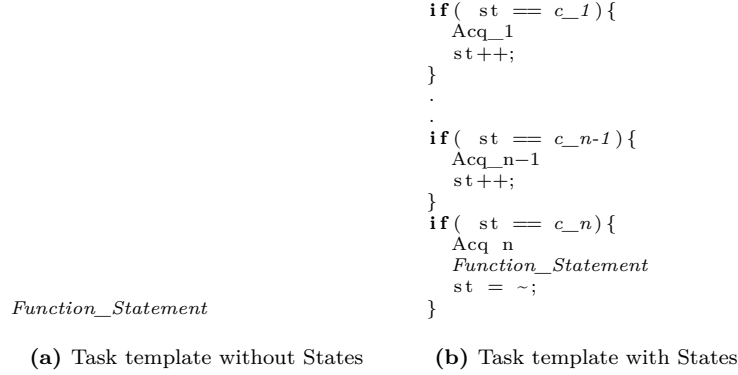 if( st == c_1){
Acq_1
st++;
}
.
.
if( st == c_n-1){
Acq_n−1
st++;
}
if( st == c_n){
Acq n
Function_Statement
st = ~;
}
Function_Statement
(a) Task template without States
(b) Task template with States